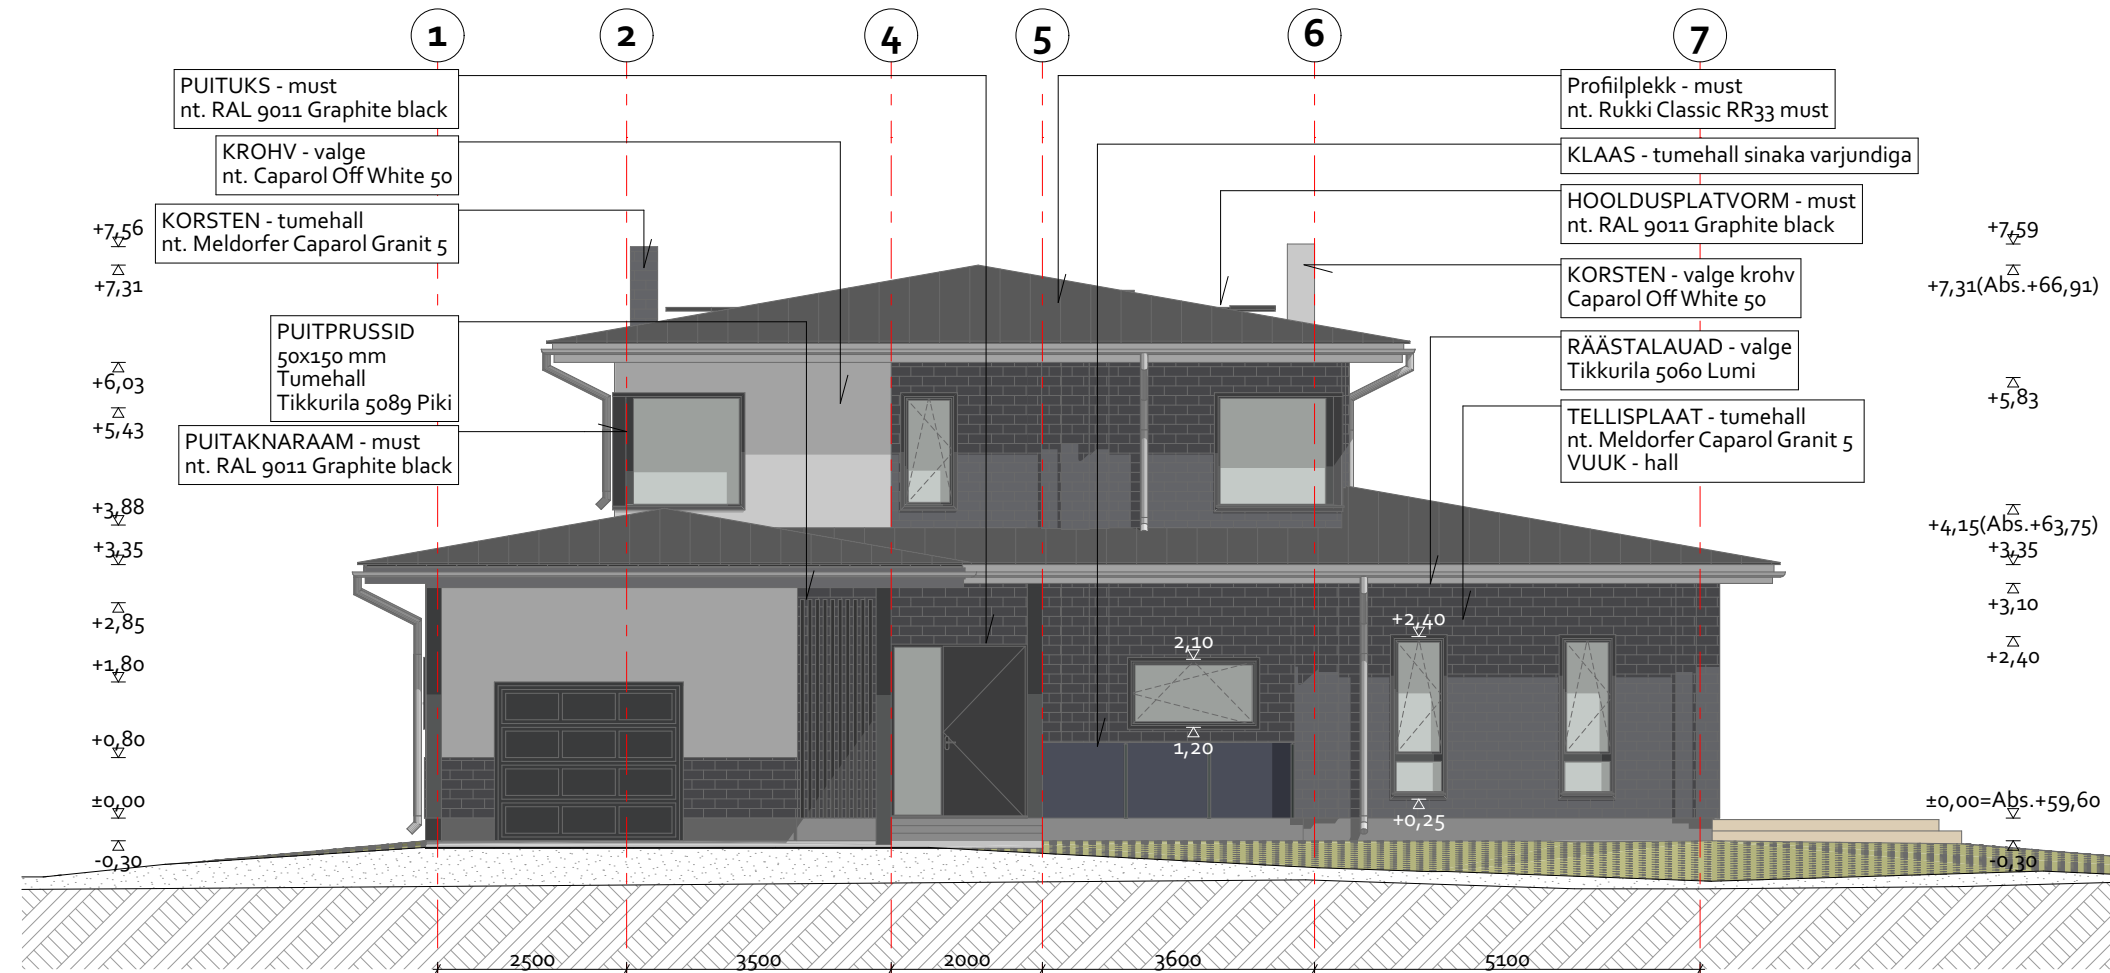 1
2
4
5
6
7
PUITUKS - must
nt. RAL 9011 Graphite black
KROHV - valge
nt. Caparol Off White 50
KORSTEN - tumehall
nt. Meldorfer Caparol Granit 5
PUITPRUSSID
50x150 mm
Tumehall
Tikkurila 5089 Piki
PUITAKNARAAM - must
nt. RAL 9011 Graphite black
Profiilplekk - must
nt. Rukki Classic RR33 must
KLAAS - tumehall sinaka varjundiga
HOOLDUSPLATVORM - must
nt. RAL 9011 Graphite black
KORSTEN - valge krohv
Caparol Off White 50
RÄÄSTALAUAD - valge
Tikkurila 5060 Lumi
TELLISPLAAT - tumehall
nt. Meldorfer Caparol Granit 5
VUUK - hall
+7,56
+7,31
+6,03
+5,43
+3,88
+3,35
+2,85
+1,80
+0,80
±0,00
-0,30
2,10
1,20
+2,40
+0,25
+7,59
+7,31(Abs.+66,91)
+5,83
+4,15(Abs.+63,75)
+3,35
+3,10
+2,40
±0,00=Abs.+59,60
-0,30
2500
3500
2000
3600
5100